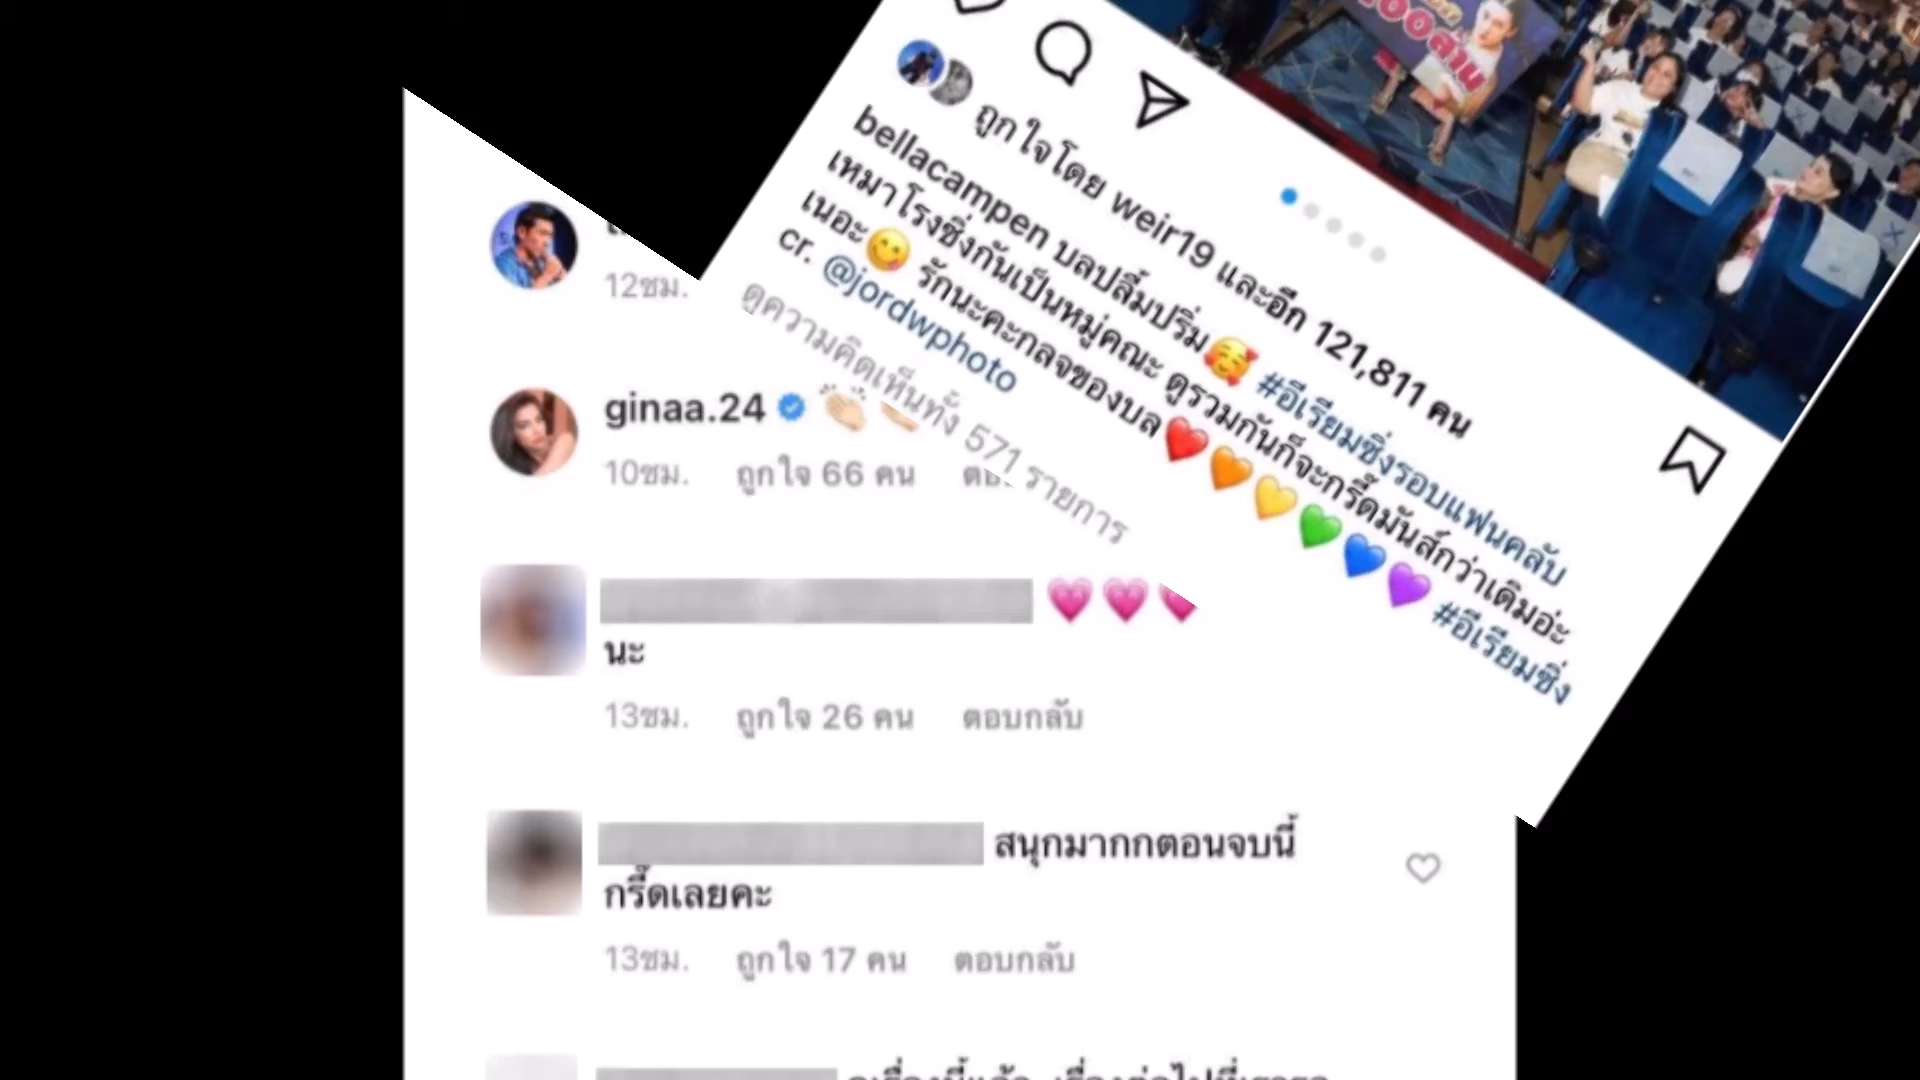 100ล้าน
ถูกใจโดย weir19 และอีก 121,811 คน
bellacampen บลปลื้มปริ่ม🥰 #อีเรียมซิ่งรอบแฟนคลับ
เหมาโรงซิ่งกันเป็นหมู่คณะ ดูรวมกันก็จะกรี๊ดมันส์กว่าเดิมอ่ะ
เนอะ😋 รักนะคะกลจของบล❤️🧡💛💚💙💜 #อีเรียมซิ่ง
cr. @jordwphoto
ดูความคิดเห็นทั้ง 571 รายการ
12ชม.
ginaa.24 👏🏻
10ชม. ถูกใจ 66 คน
💗💗💗
นะ
13ชม. ถูกใจ 26 คน ตอบกลับ
สนุกมากกตอนจบนี้
กรี๊ดเลยคะ
13ชม. ถูกใจ 17 คน ตอบกลับ